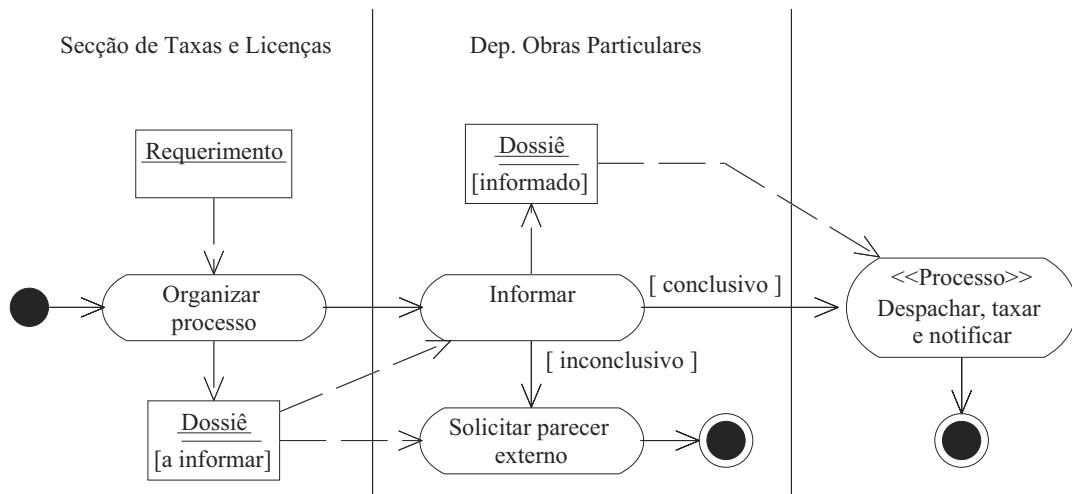 Secção de Taxas e Licenças
Dep. Obras Particulares
Requerimento
Dossiê
[informado]
Organizar
processo
Informar
[ conclusivo ]
<<Processo>>
Despachar, taxar
e notificar
[ inconclusivo ]
Dossiê
[a informar]
Solicitar parecer
externo